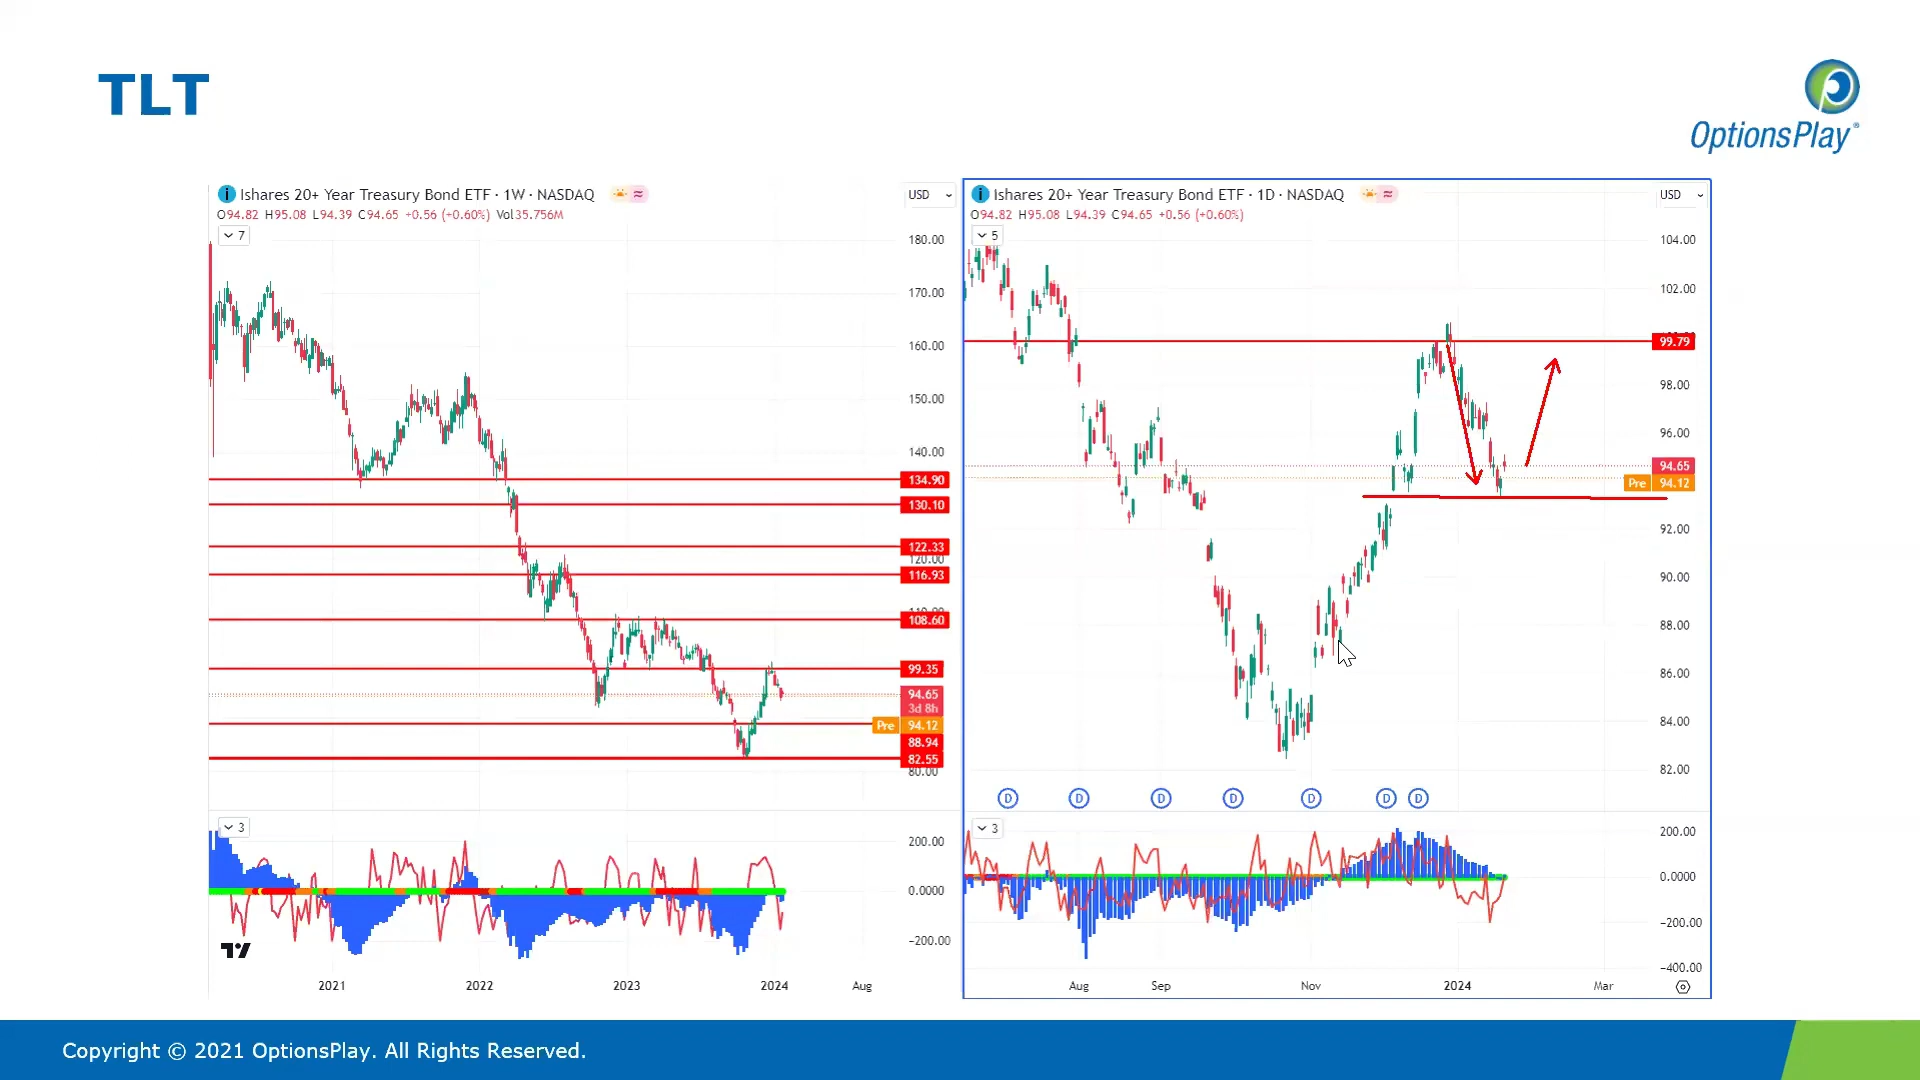 TLT
OptionsPlay®
Ishares 20+ Year Treasury Bond ETF · 1W · NASDAQ
USD
O94.82 H95.08 L94.39 C94.65 +0.56 (+0.60%) Vol35.756M
7
180.00
170.00
160.00
150.00
140.00
134.90
130.10
122.33
120.00
116.93
110.00
108.60
99.35
94.65
3d 8h
Pre 94.12
88.94
82.55
80.00
3
200.00
0.0000
−200.00
2021 2022 2023 2024 Aug
Ishares 20+ Year Treasury Bond ETF · 1D · NASDAQ
USD
O94.82 H95.08 L94.39 C94.65 +0.56 (+0.60%)
5
104.00
102.00
99.79
98.00
96.00
94.65
Pre 94.12
92.00
90.00
88.00
86.00
84.00
82.00
D D D D D D D
3
200.00
0.0000
−200.00
−400.00
Aug Sep Nov 2024 Mar
Copyright © 2021 OptionsPlay. All Rights Reserved.